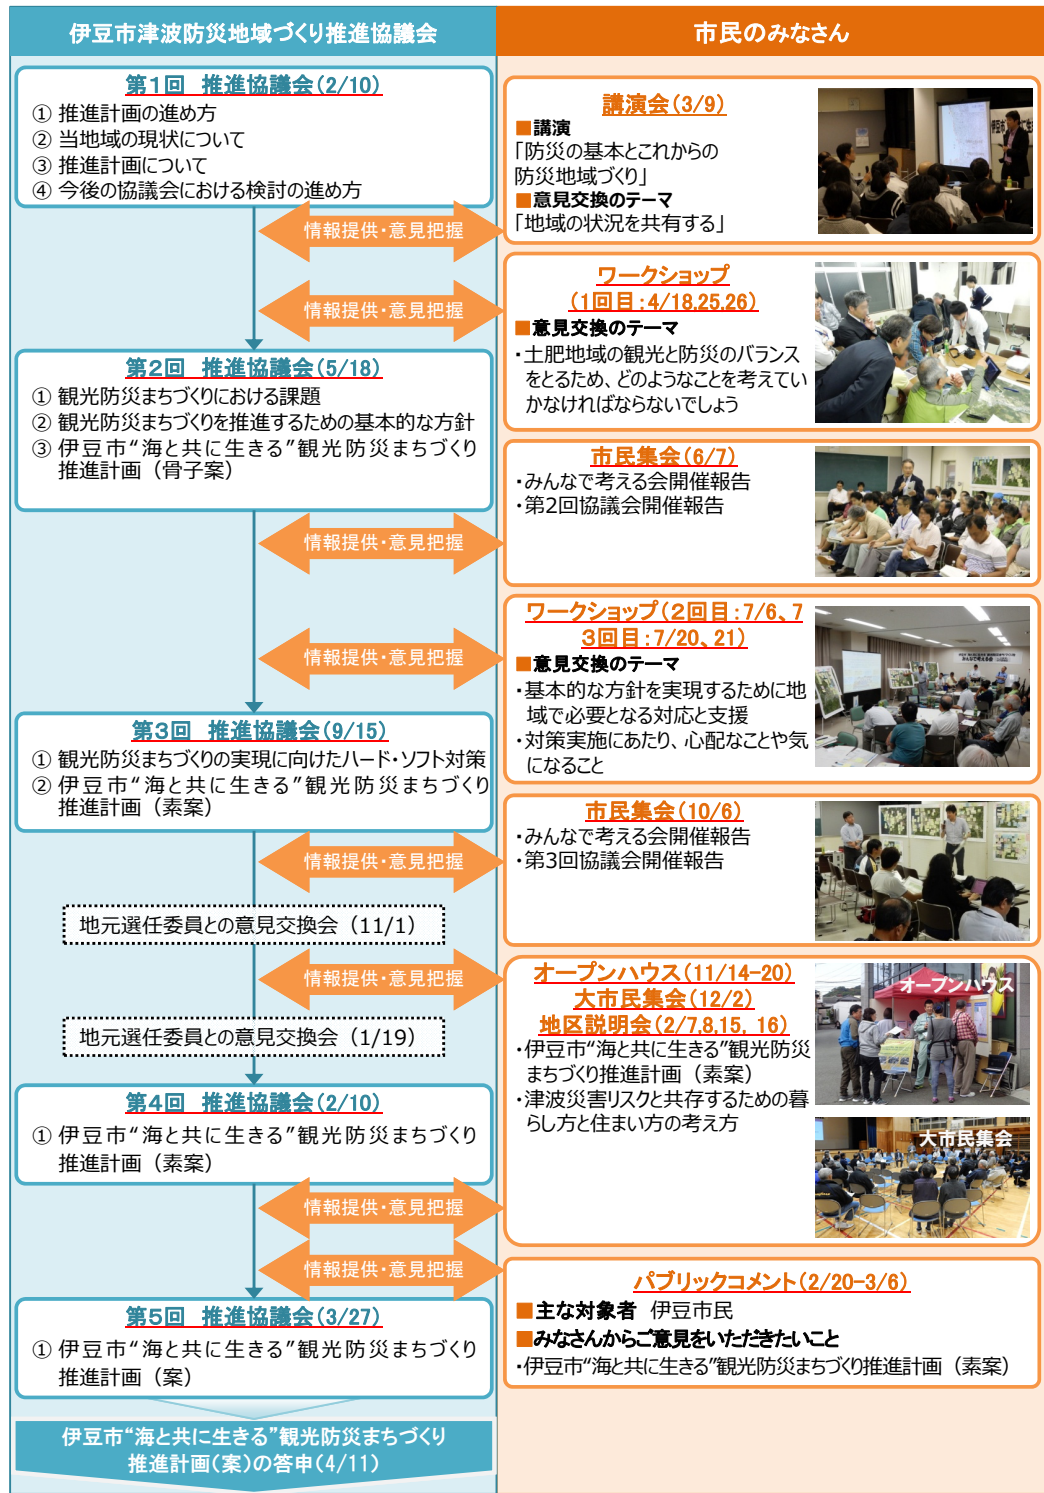 伊豆市津波防災地域づくり推進協議会
市民のみなさん
第1回 推進協議会(2/10)
① 推進計画の進め方
② 当地域の現状について
③ 推進計画について
④ 今後の協議会における検討の進め方
情報提供・意見把握
講演会(3/9)
■講演
「防災の基本とこれからの
防災地域づくり」
■意見交換のテーマ
「地域の状況を共有する」
情報提供・意見把握
ワークショップ
(1回目:4/18,25,26)
■意見交換のテーマ
・土肥地域の観光と防災のバランス
をとるため、どのようなことを考えてい
かなければならないでしょう
第2回 推進協議会(5/18)
① 観光防災まちづくりにおける課題
② 観光防災まちづくりを推進するための基本的な方針
③ 伊豆市“海と共に生きる”観光防災まちづくり
推進計画（骨子案）
情報提供・意見把握
市民集会(6/7)
・みんなで考える会開催報告
・第2回協議会開催報告
情報提供・意見把握
ワークショップ(2回目:7/6、7
3回目:7/20、21)
■意見交換のテーマ
・基本的な方針を実現するために地
域で必要となる対応と支援
・対策実施にあたり、心配なことや気
になること
みんなで考える会
第3回 推進協議会(9/15)
① 観光防災まちづくりの実現に向けたハード・ソフト対策
② 伊豆市“海と共に生きる”観光防災まちづくり
推進計画（素案）
情報提供・意見把握
市民集会(10/6)
・みんなで考える会開催報告
・第3回協議会開催報告
地元選任委員との意見交換会（11/1）
情報提供・意見把握
地元選任委員との意見交換会（1/19）
オープンハウス(11/14-20)
大市民集会(12/2)
地区説明会(2/7,8,15, 16)
・伊豆市“海と共に生きる”観光防災
まちづくり推進計画（素案）
・津波災害リスクと共存するための暮
らし方と住まい方の考え方
オープンハウス
大市民集会
第4回 推進協議会(2/10)
① 伊豆市“海と共に生きる”観光防災まちづくり
推進計画（素案）
情報提供・意見把握
情報提供・意見把握
パブリックコメント(2/20-3/6)
■主な対象者 伊豆市民
■みなさんからご意見をいただきたいこと
・伊豆市“海と共に生きる”観光防災まちづくり推進計画（素案）
第5回 推進協議会(3/27)
① 伊豆市“海と共に生きる”観光防災まちづくり
推進計画（案）
伊豆市“海と共に生きる”観光防災まちづくり
推進計画(案)の答申(4/11)